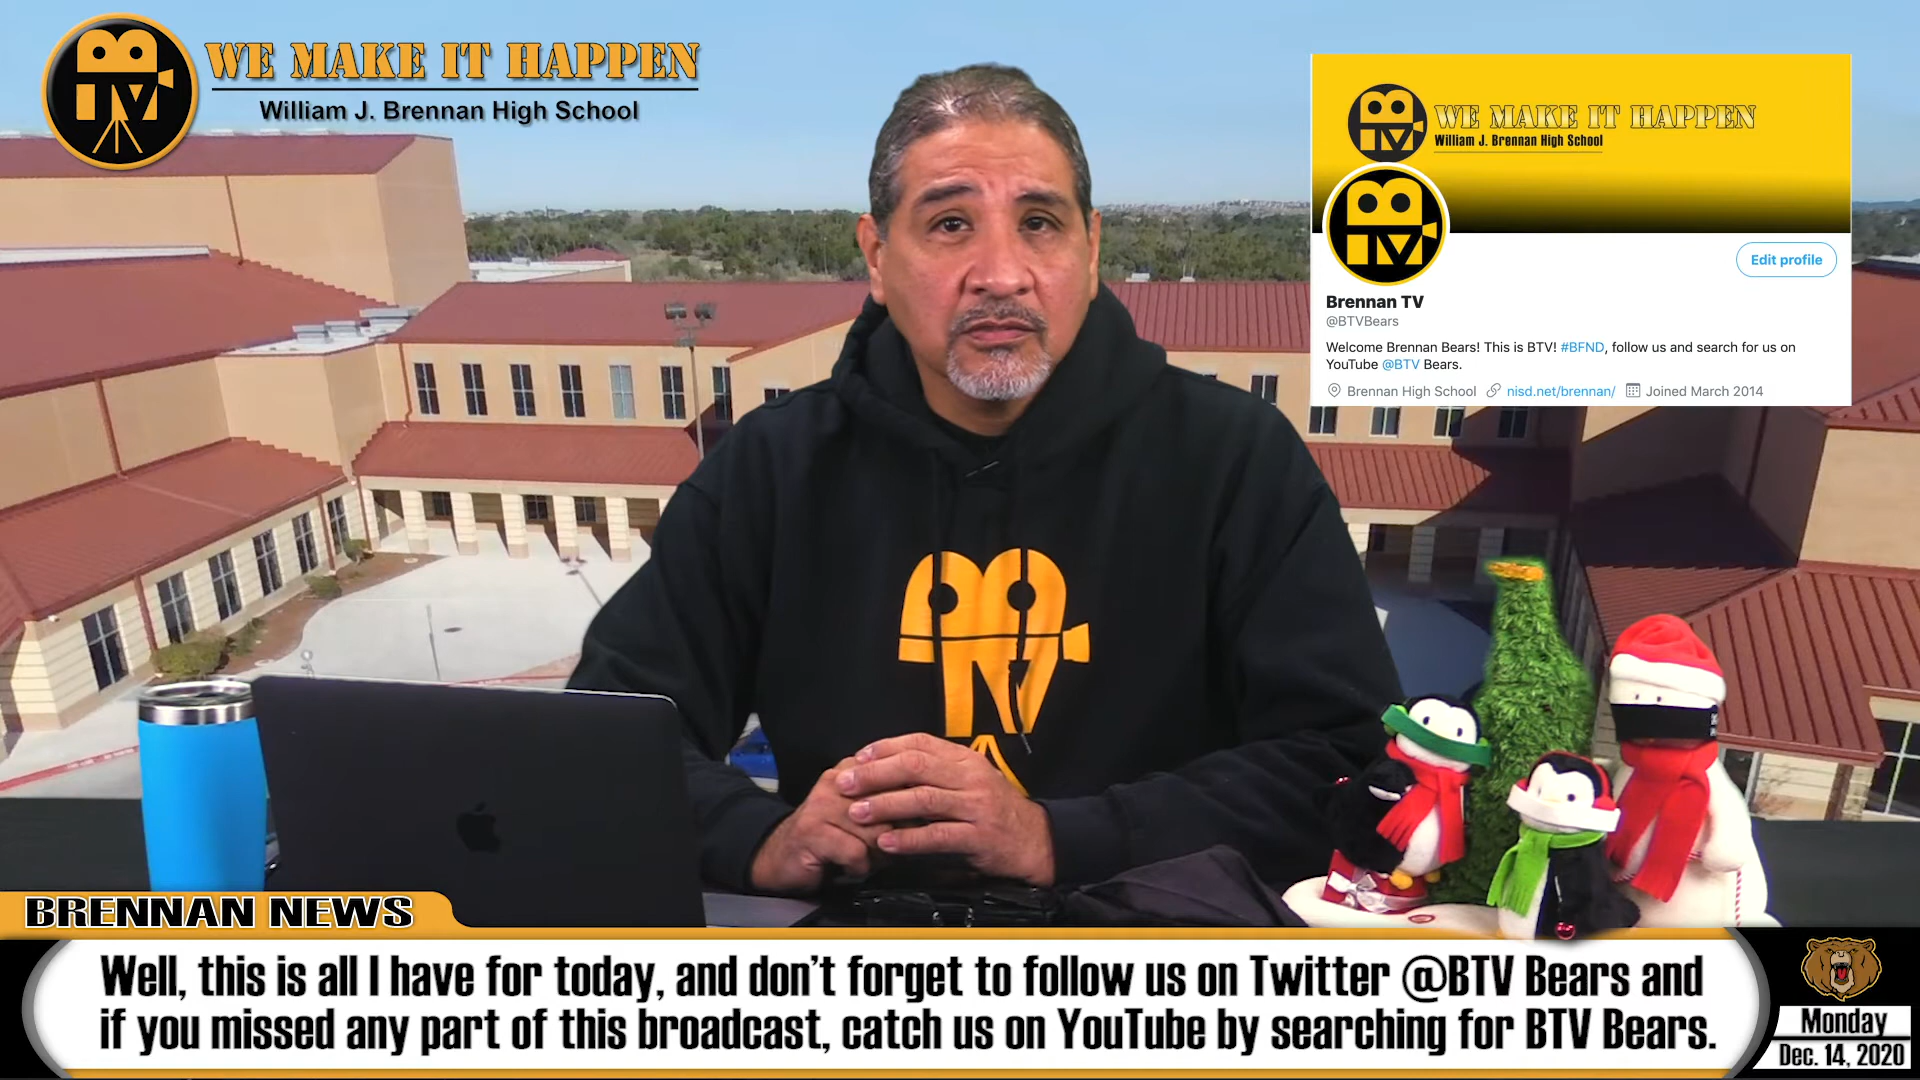 BTV
WE MAKE IT HAPPEN
William J. Brennan High School
BTV
WE MAKE IT HAPPEN
William J. Brennan High School
BTV
Edit profile
Brennan TV
@BTVBears
Welcome Brennan Bears! This is BTV! #BFND, follow us and search for us on
YouTube @BTV Bears.
Brennan High School nisd.net/brennan/ Joined March 2014
BTV
BRENNAN NEWS
Well, this is all I have for today, and don't forget to follow us on Twitter @BTV Bears and
if you missed any part of this broadcast, catch us on YouTube by searching for BTV Bears.
Monday
Dec. 14, 2020